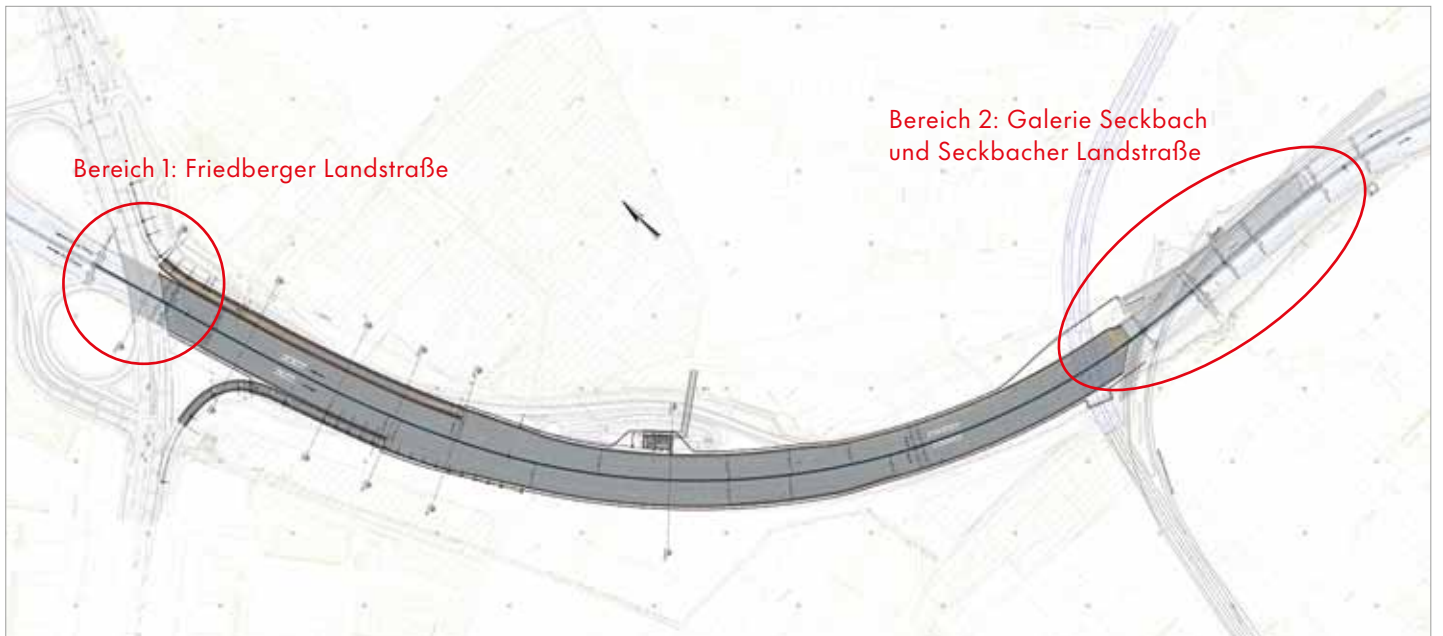 Bereich 1: Friedberger Landstraße
Bereich 2: Galerie Seckbach
und Seckbacher Landstraße